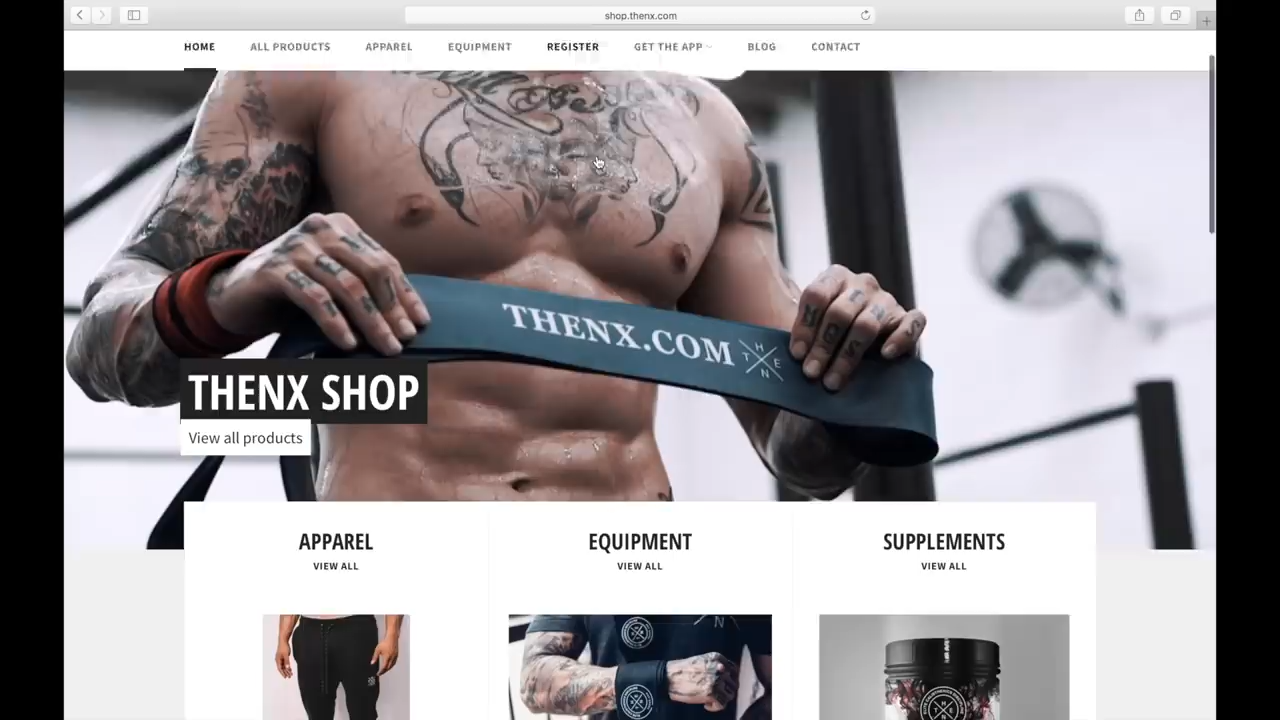 shop.thenx.com
HOME ALL PRODUCTS APPAREL EQUIPMENT REGISTER GET THE APP BLOG CONTACT
THENX.COM
H
T E
N
THENX SHOP
View all products
APPAREL EQUIPMENT SUPPLEMENTS
VIEW ALL VIEW ALL VIEW ALL